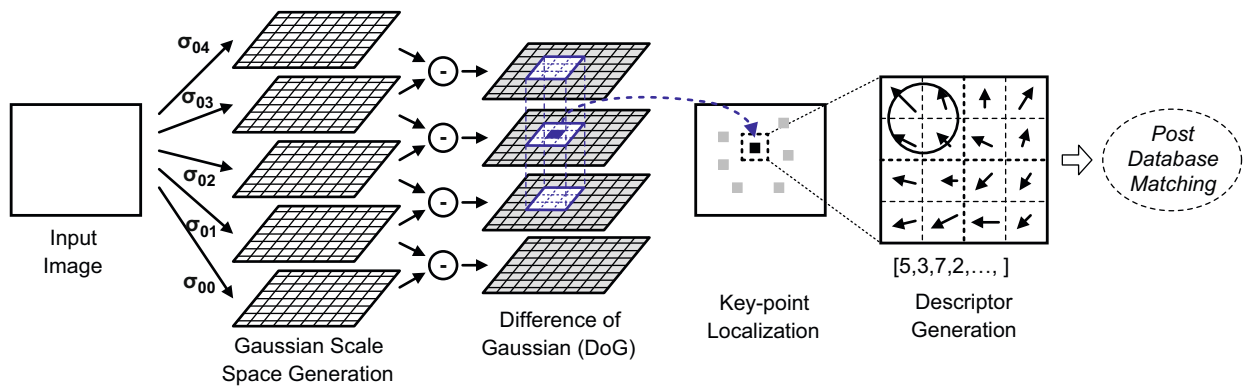 σ04
σ03
σ02
σ01
σ00
Input
Image
Gaussian Scale
Space Generation
-
-
-
-
Difference of
Gaussian (DoG)
Key-point
Localization
[5,3,7,2,..., ]
Descriptor
Generation
Post
Database
Matching